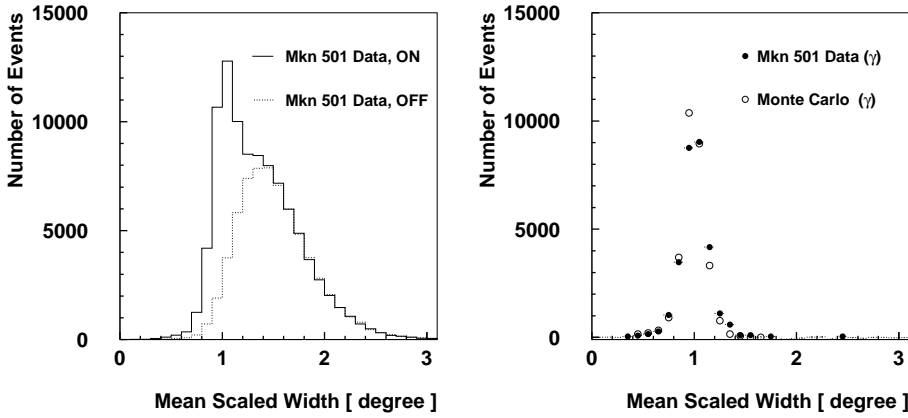 Number of Events
15000
10000
5000
0
Mkn 501 Data, ON
Mkn 501 Data, OFF
0 1 2 3
Mean Scaled Width [ degree ]
Number of Events
15000
10000
5000
0
Mkn 501 Data (γ)
Monte Carlo (γ)
0 1 2 3
Mean Scaled Width [ degree ]